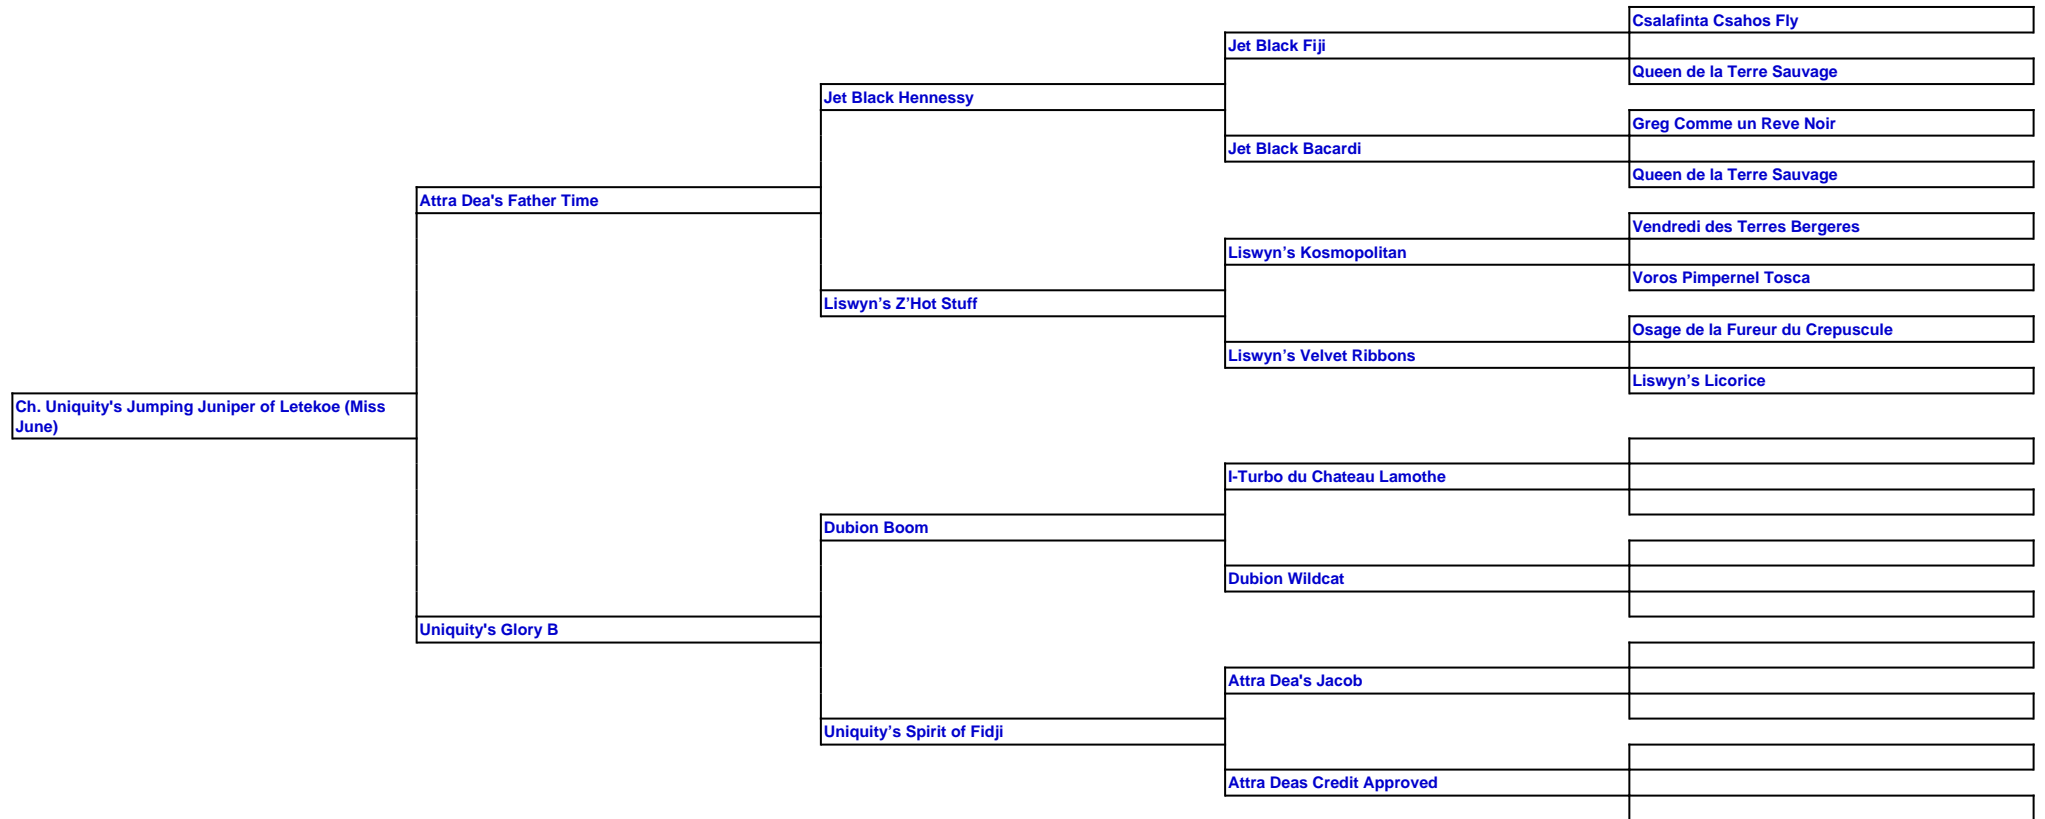 Csalafinta Csahos Fly
Jet Black Fiji
Queen de la Terre Sauvage
Jet Black Hennessy
Greg Comme un Reve Noir
Jet Black Bacardi
Queen de la Terre Sauvage
Attra Dea's Father Time
Vendredi des Terres Bergeres
Liswyn’s Kosmopolitan
Voros Pimpernel Tosca
Liswyn’s Z’Hot Stuff
Osage de la Fureur du Crepuscule
Liswyn’s Velvet Ribbons
Liswyn’s Licorice
Ch. Uniquity's Jumping Juniper of Letekoe (Miss
June)
I-Turbo du Chateau Lamothe
Dubion Boom
Dubion Wildcat
Uniquity's Glory B
Attra Dea's Jacob
Uniquity’s Spirit of Fidji
Attra Deas Credit Approved